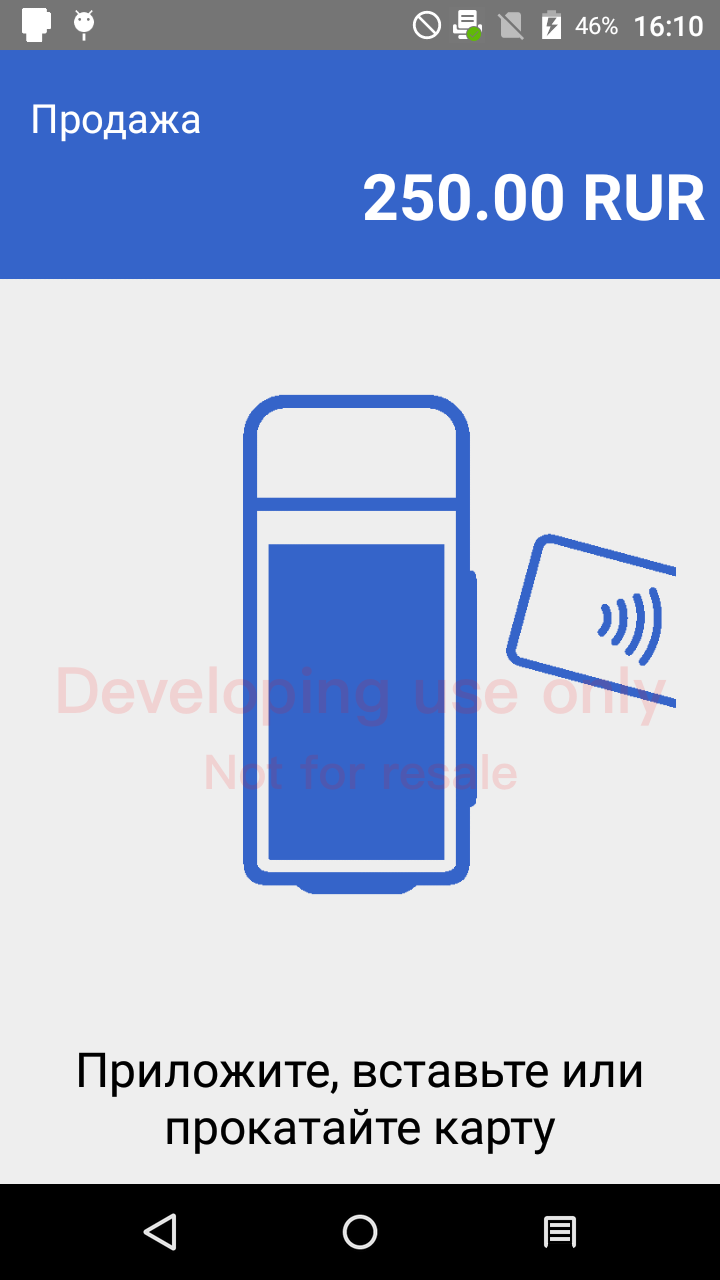 46% 16:10
Продажа
250.00 RUR
Developing use only
Not for resale
Приложите, вставьте или
прокатайте карту